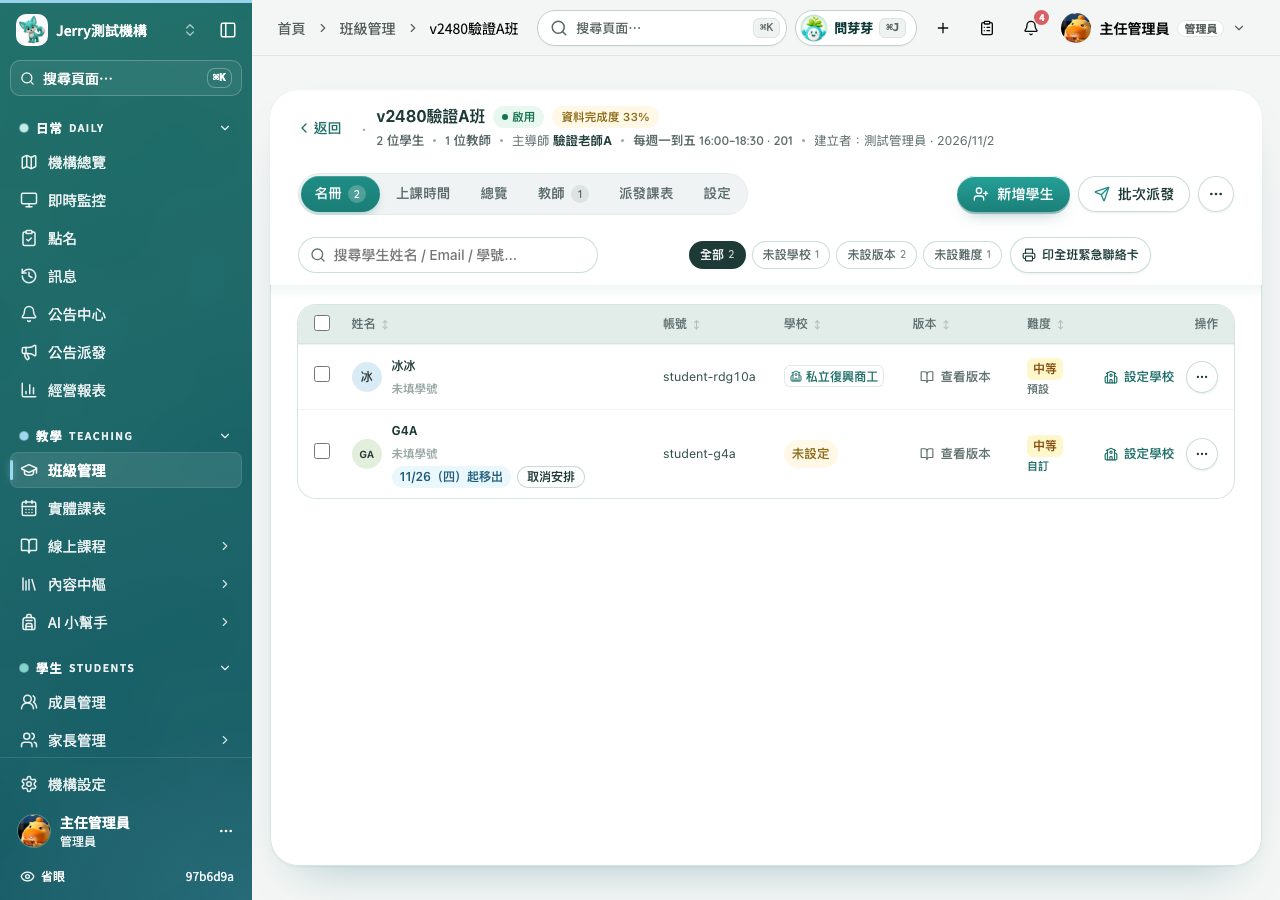 Jerry測試機構
搜尋頁面⋯ ⌘K
日常 DAILY
機構總覽
即時監控
點名
訊息
公告中心
公告派發
經營報表
教學 TEACHING
班級管理
實體課表
線上課程
內容中樞
AI 小幫手
學生 STUDENTS
成員管理
家長管理
機構設定
主任管理員
管理員
省眼 97b6d9a
首頁 > 班級管理 > v2480驗證A班
搜尋頁面⋯ ⌘K
問芽芽 ⌘J
4
主任管理員 管理員
返回 ·
v2480驗證A班 啟用 資料完成度 33%
2 位學生 • 1 位教師 • 主導師 驗證老師A • 每週一到五 16:00–18:30 · 201 • 建立者：測試管理員 · 2026/11/2
名冊 2 上課時間 總覽 教師 1 派發課表 設定
新增學生 批次派發 ⋯
搜尋學生姓名 / Email / 學號...
全部 2 未設學校 1 未設版本 2 未設難度 1 印全班緊急聯絡卡
姓名 帳號 學校 版本 難度 操作
冰 冰冰
未填學號
student-rdg10a 私立復興商工 查看版本 中等
預設
設定學校 ⋯
GA G4A
未填學號
11/26（四）起移出 取消安排
student-g4a 未設定 查看版本 中等
自訂
設定學校 ⋯